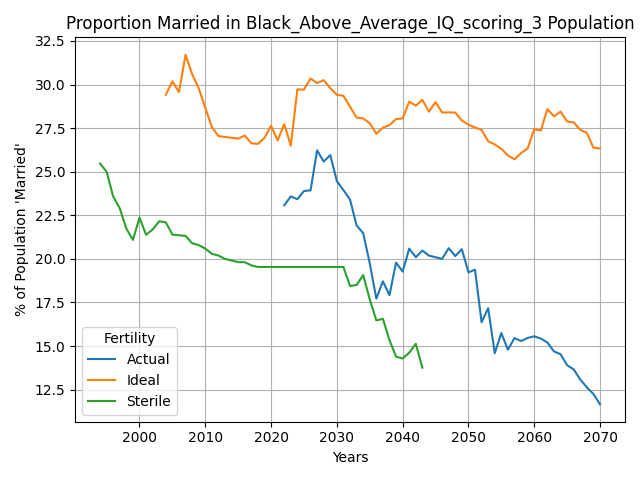 Proportion Married in Black_Above_Average_IQ_scoring_3 Population
% of Population 'Married'
32.5
30.0
27.5
25.0
22.5
20.0
17.5
15.0
12.5
Fertility
Actual
Ideal
Sterile
2000 2010 2020 2030 2040 2050 2060 2070
Years